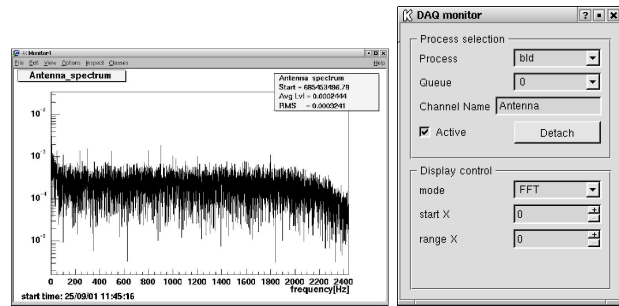 K Monitor4
File Edit View Options Inspect Classes Help
Antenna_spectrum
Antenna spectrum
Start = 685453486.78
Avg Lvl = 0.0002444
RMS = 0.0003241
10⁻²
10⁻³
10⁻⁴
10⁻⁵
0 200 400 600 800 1000 1200 1400 1600 1800 2000 2200 2400
frequency[Hz]
start time: 25/09/01 11:45:16
DAQ monitor
Process selection
Process bld
Queue 0
Channel Name Antenna
Active Detach
Display control
mode FFT
start X 0
range X 0